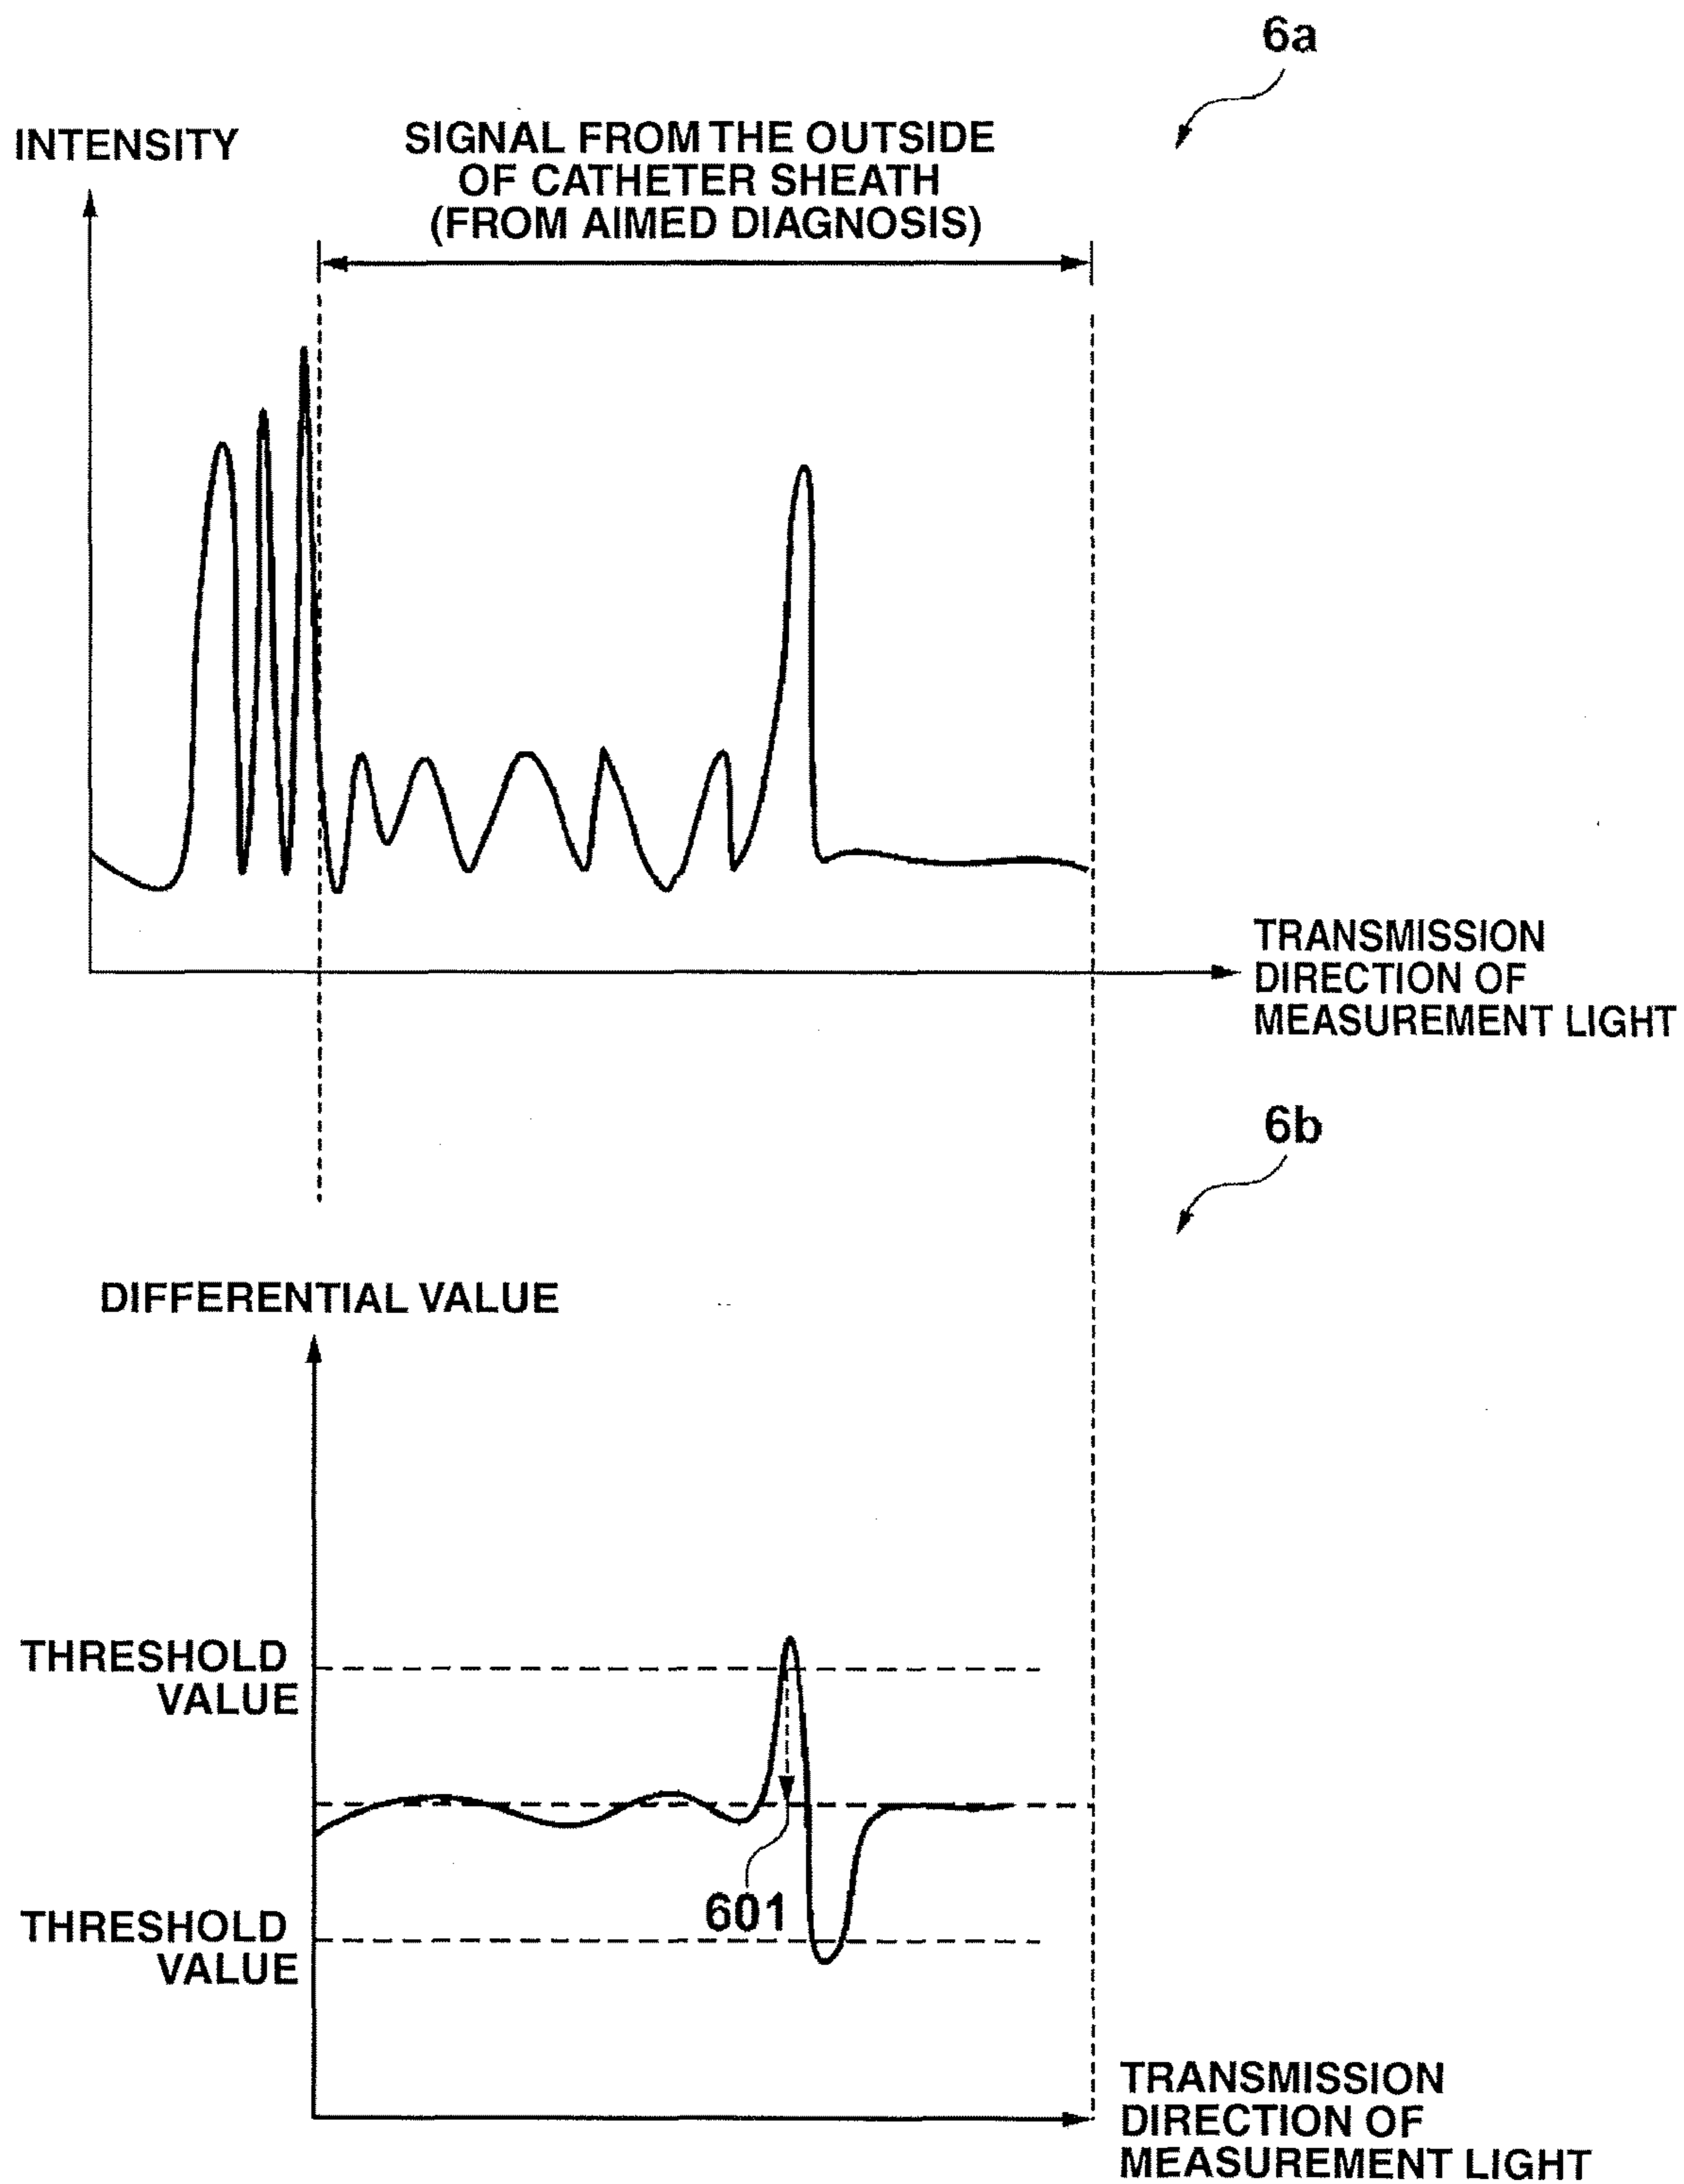 6a
INTENSITY
SIGNAL FROM THE OUTSIDE
OF CATHETER SHEATH
(FROM AIMED DIAGNOSIS)
TRANSMISSION
DIRECTION OF
MEASUREMENT LIGHT
6b
DIFFERENTIAL VALUE
THRESHOLD
VALUE
601
THRESHOLD
VALUE
TRANSMISSION
DIRECTION OF
MEASUREMENT LIGHT